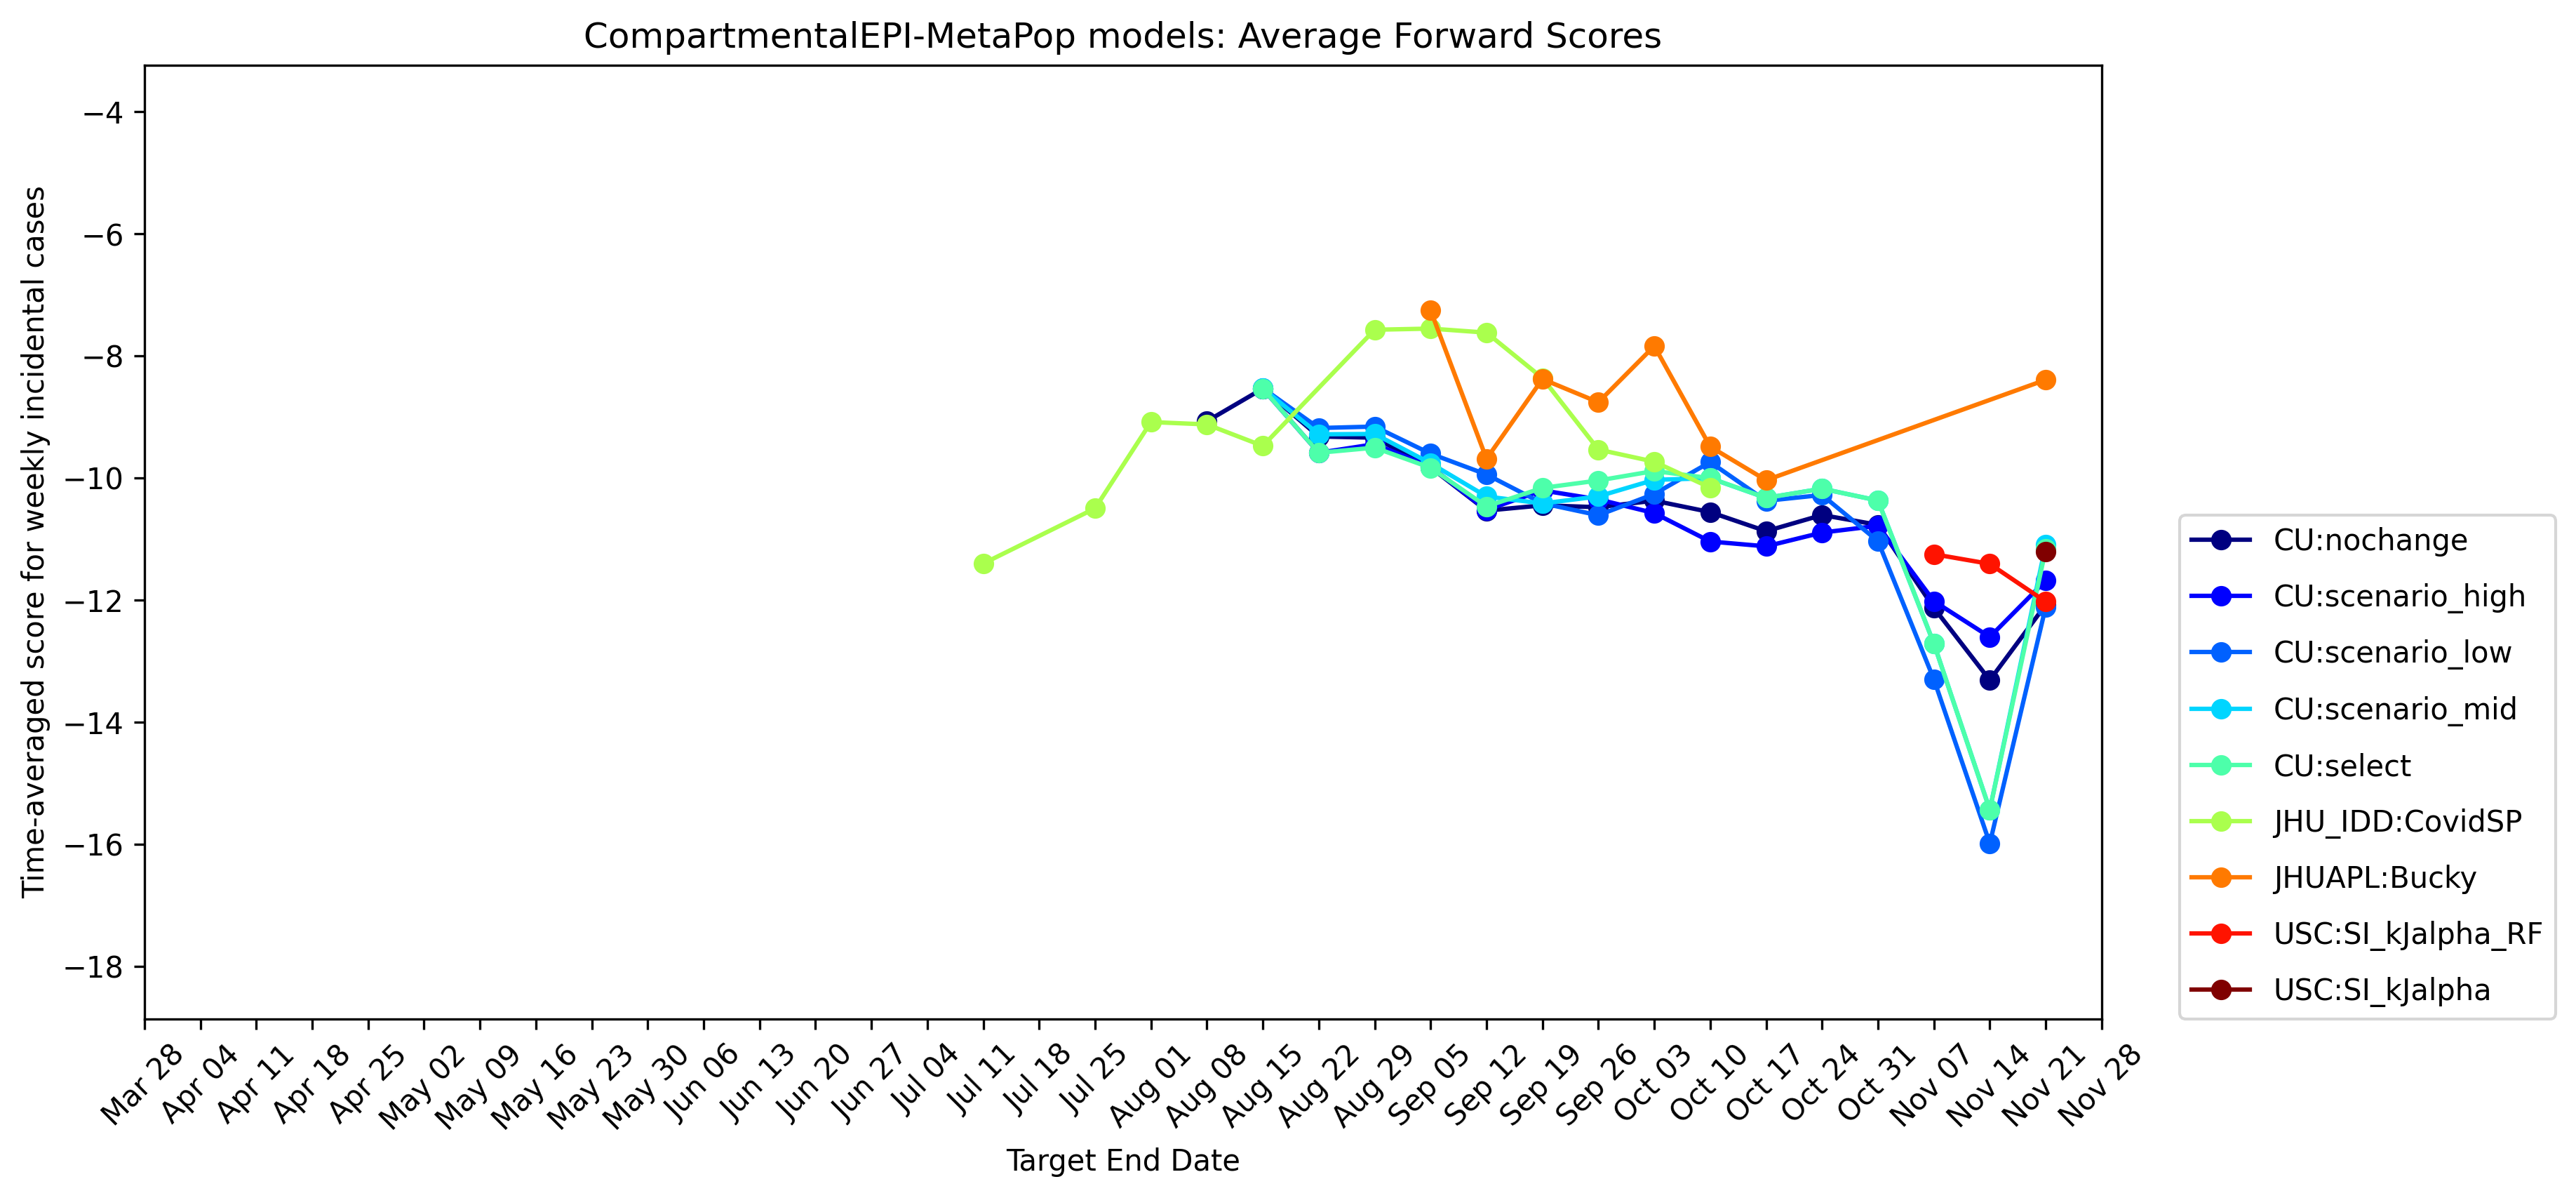 CompartmentalEPI-MetaPop models: Average Forward Scores
Time-averaged score for weekly incidental cases
−4
−6
−8
−10
−12
−14
−16
−18
Mar 28
Apr 04
Apr 11
Apr 18
Apr 25
May 02
May 09
May 16
May 23
May 30
Jun 06
Jun 13
Jun 20
Jun 27
Jul 04
Jul 11
Jul 18
Jul 25
Aug 01
Aug 08
Aug 15
Aug 22
Aug 29
Sep 05
Sep 12
Sep 19
Sep 26
Oct 03
Oct 10
Oct 17
Oct 24
Oct 31
Nov 07
Nov 14
Nov 21
Nov 28
Target End Date
CU:nochange
CU:scenario_high
CU:scenario_low
CU:scenario_mid
CU:select
JHU_IDD:CovidSP
JHUAPL:Bucky
USC:SI_kJalpha_RF
USC:SI_kJalpha